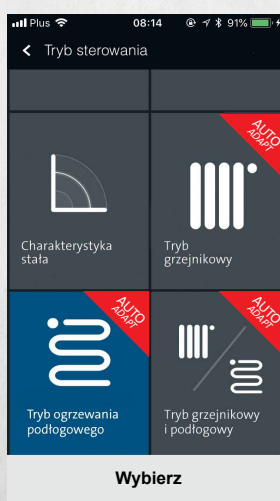 Plus 08:14 91%
Tryb sterowania
AUTO
ADAPT
Charakterystyka
stała
Tryb
grzejnikowy
AUTO
ADAPT
AUTO
ADAPT
Tryb ogrzewania
podłogowego
Tryb grzejnikowy
i podłogowy
Wybierz